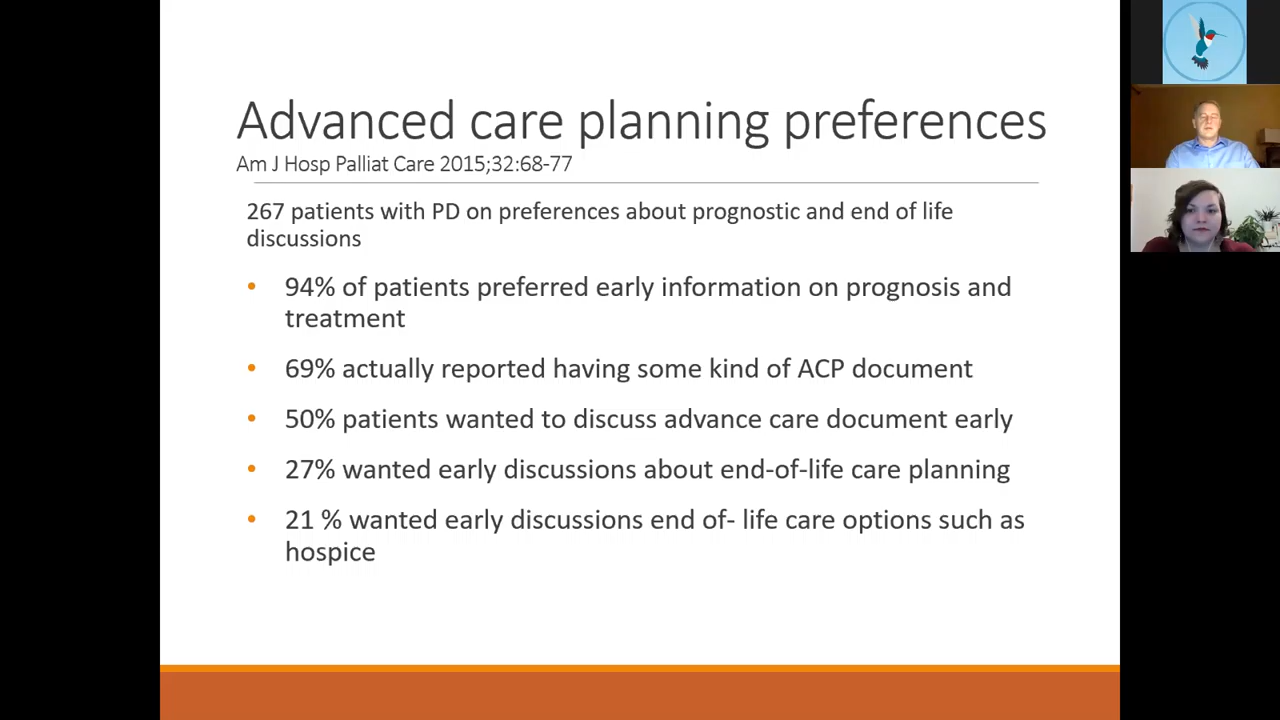 Advanced care planning preferences
Am J Hosp Palliat Care 2015;32:68-77
267 patients with PD on preferences about prognostic and end of life
discussions
• 94% of patients preferred early information on prognosis and
treatment
• 69% actually reported having some kind of ACP document
• 50% patients wanted to discuss advance care document early
• 27% wanted early discussions about end-of-life care planning
• 21 % wanted early discussions end of- life care options such as
hospice